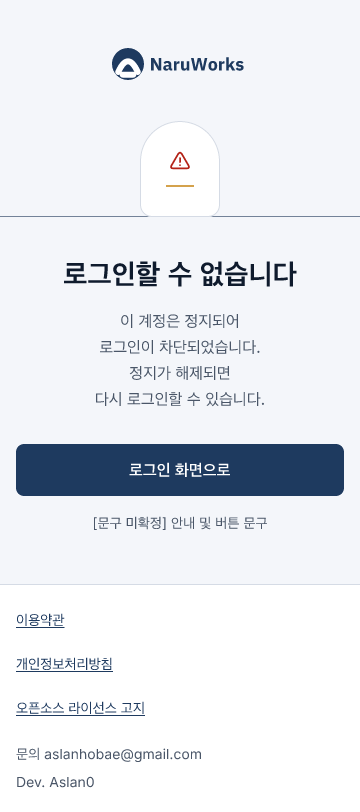 NaruWorks
로그인할 수 없습니다
이 계정은 정지되어
로그인이 차단되었습니다.
정지가 해제되면
다시 로그인할 수 있습니다.
로그인 화면으로
[문구 미확정] 안내 및 버튼 문구
이용약관
개인정보처리방침
오픈소스 라이선스 고지
문의 aslanhobae@gmail.com
Dev. Aslan0